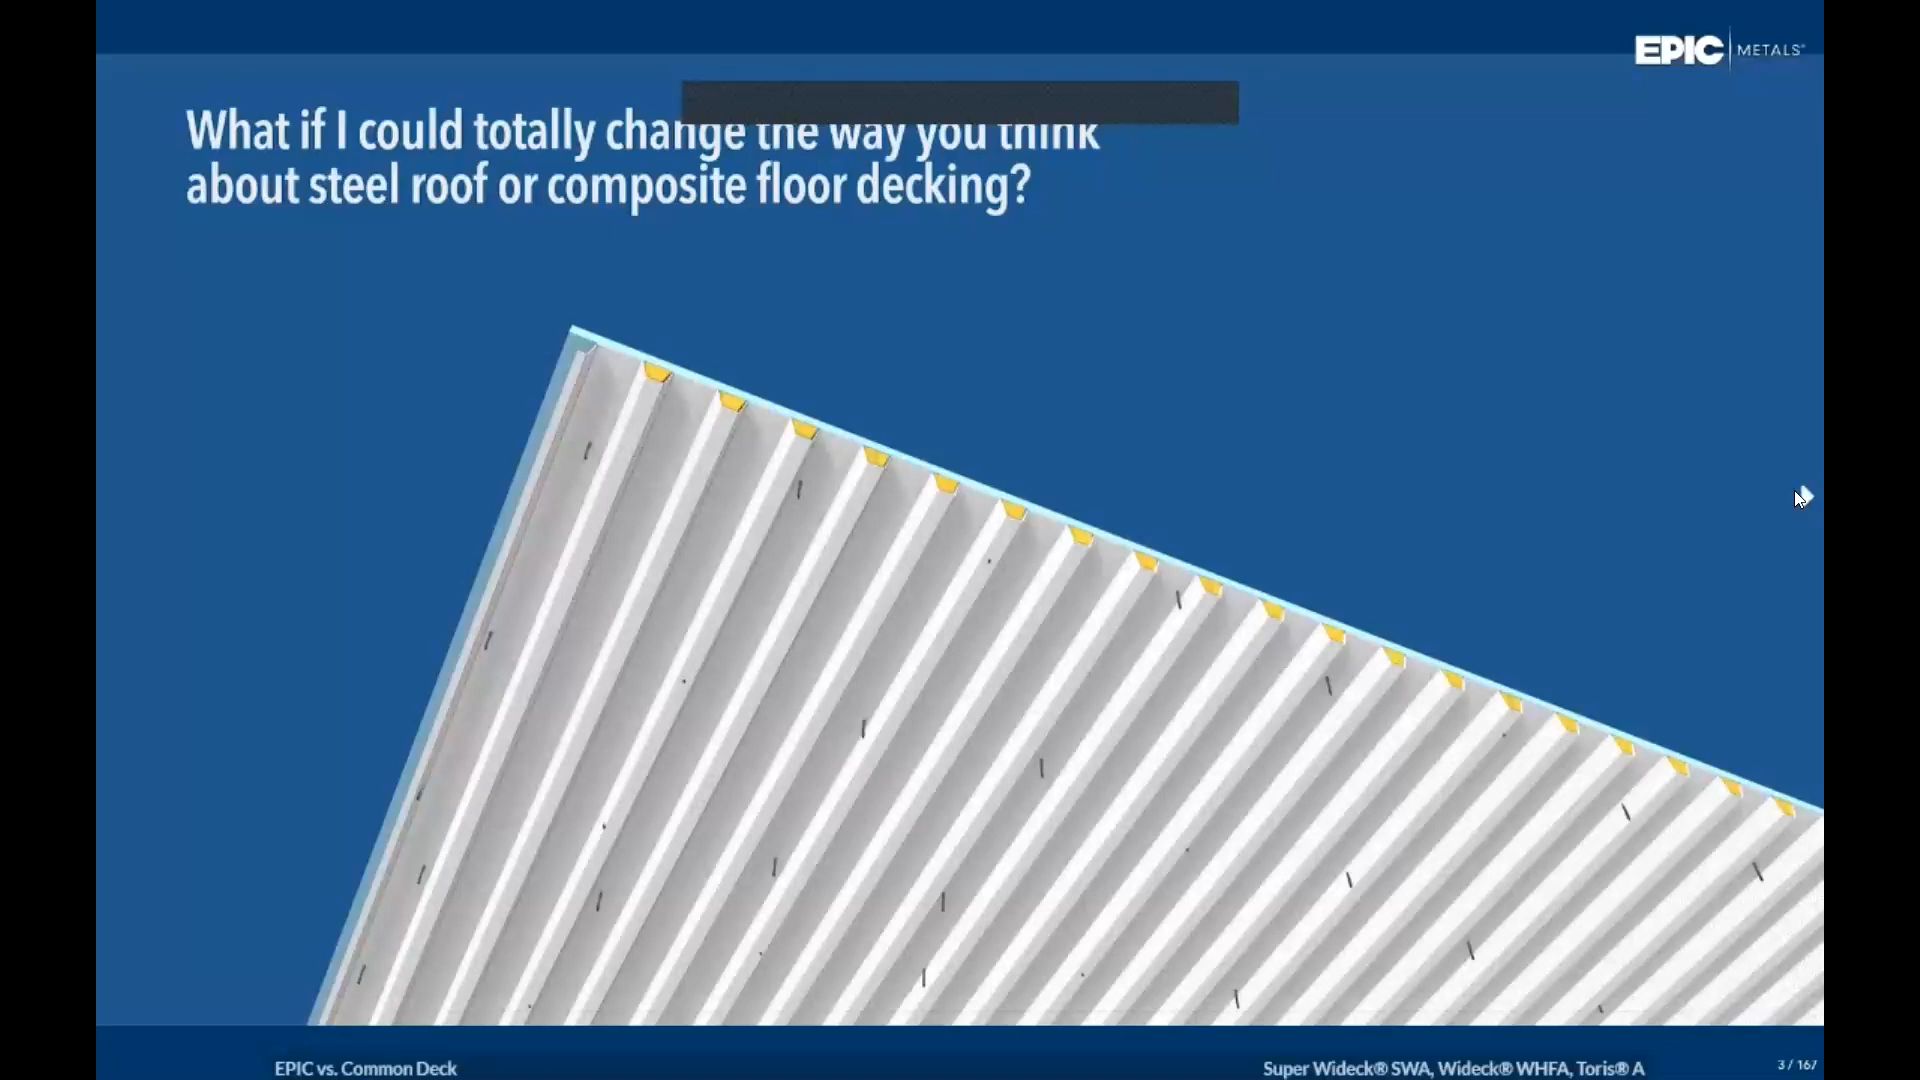 EPIC METALS
What if I could totally change the way you think
about steel roof or composite floor decking?
EPIC vs. Common Deck
Super Wideck® SWA, Wideck® WHFA, Toris® A
3 / 167